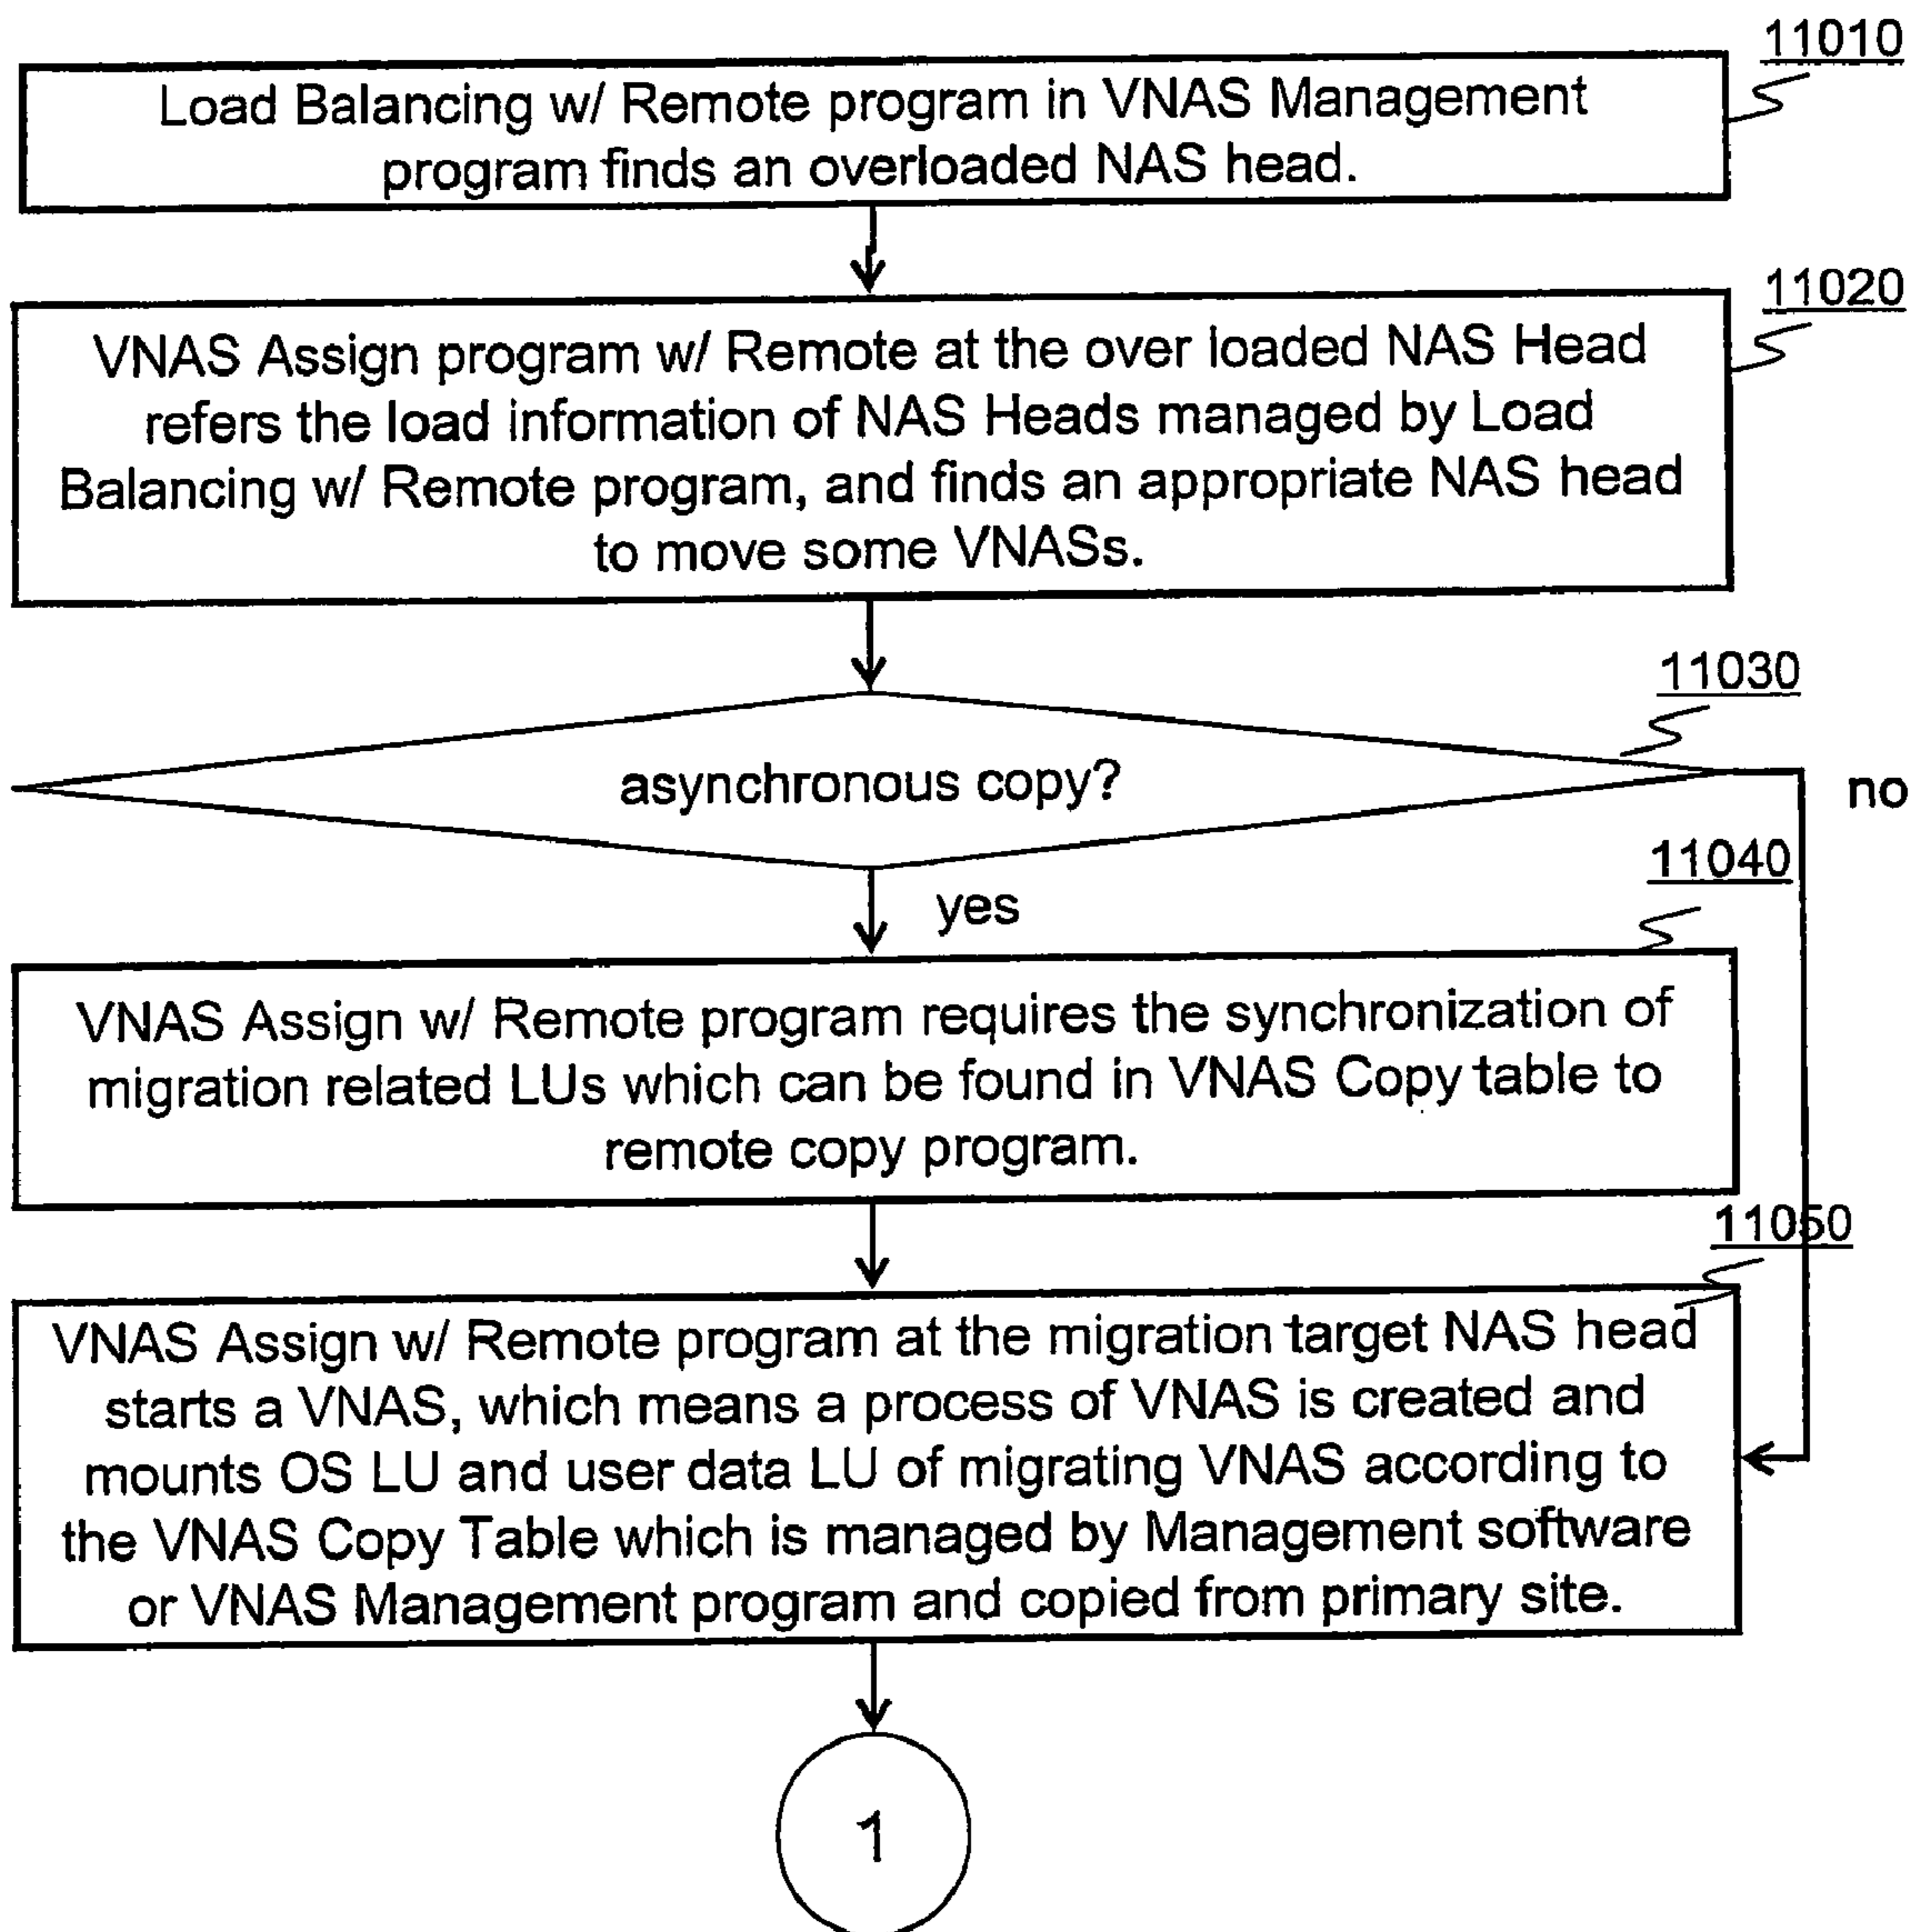 11010
Load Balancing w/ Remote program in VNAS Management
program finds an overloaded NAS head.
11020
VNAS Assign program w/ Remote at the over loaded NAS Head
refers the load information of NAS Heads managed by Load
Balancing w/ Remote program, and finds an appropriate NAS head
to move some VNASs.
11030
asynchronous copy?
no
11040
yes
VNAS Assign w/ Remote program requires the synchronization of
migration related LUs which can be found in VNAS Copy table to
remote copy program.
11050
VNAS Assign w/ Remote program at the migration target NAS head
starts a VNAS, which means a process of VNAS is created and
mounts OS LU and user data LU of migrating VNAS according to
the VNAS Copy Table which is managed by Management software
or VNAS Management program and copied from primary site.
1